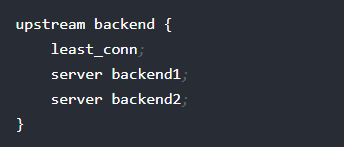 upstream backend {
    least_conn;
    server backend1;
    server backend2;
}